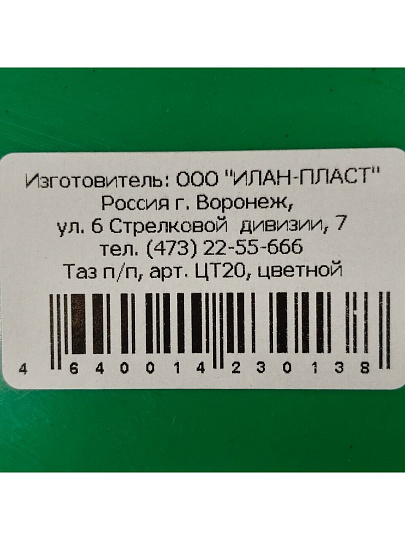 Изготовитель: ООО "ИЛАН-ПЛАСТ"
Россия г. Воронеж,
ул. 6 Стрелковой дивизии, 7
тел. (473) 22-55-666
Таз п/п, арт. ЦТ20, цветной
4 640014 230138